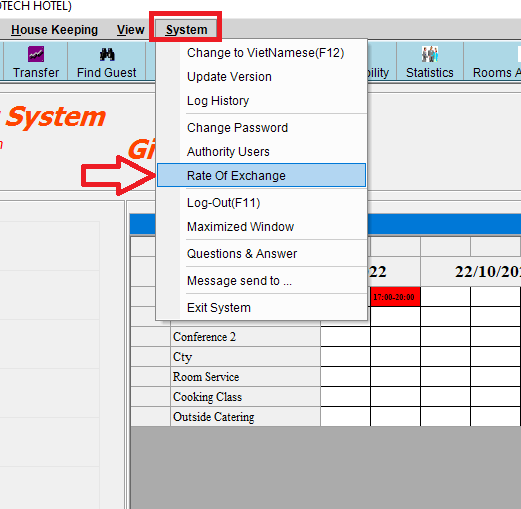 OTECH HOTEL)
House Keeping View System
Transfer Find Guest bility Statistics Rooms A
System
Gi
Change to VietNamese(F12)
Update Version
Log History
Change Password
Authority Users
Rate Of Exchange
Log-Out(F11)
Maximized Window
Questions & Answer
Message send to ...
Exit System
22 22/10/20
17:00-20:00
Conference 2
Cty
Room Service
Cooking Class
Outside Catering